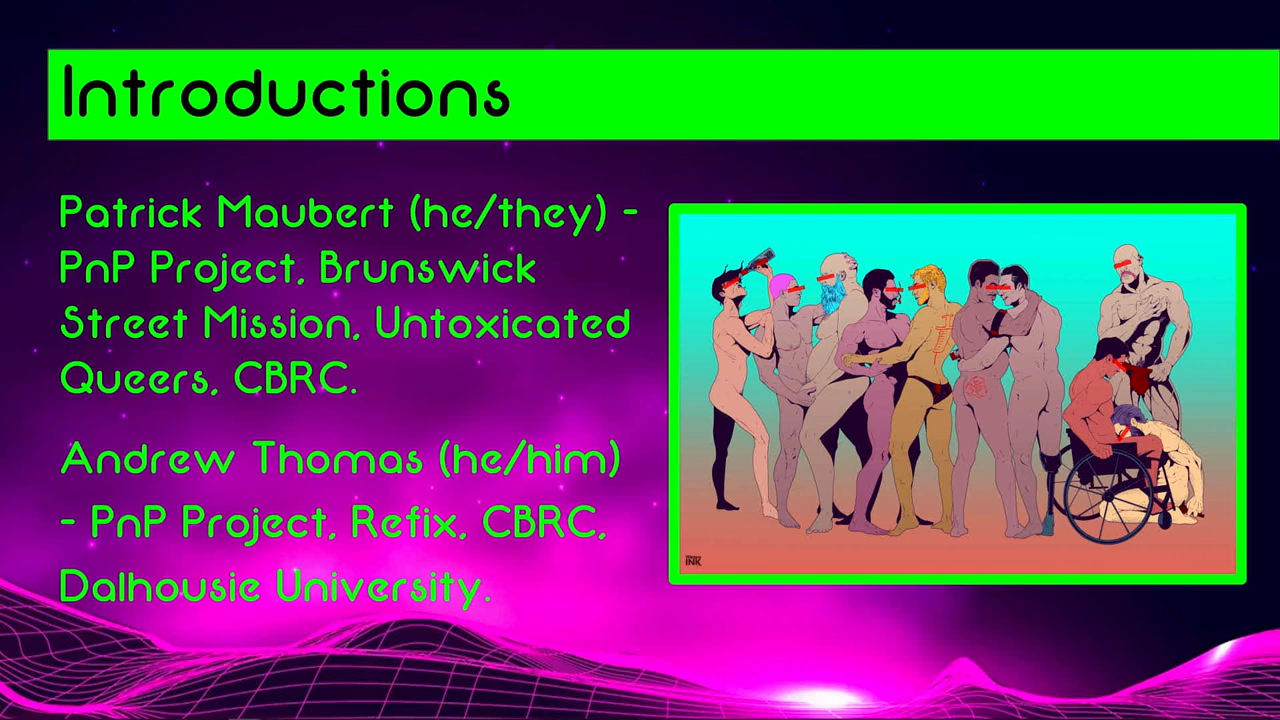 Introductions
Patrick Maubert (he/they) -
PnP Project, Brunswick
Street Mission, Untoxicated
Queers, CBRC.
Andrew Thomas (he/him)
- PnP Project, Refix, CBRC,
Dalhousie University.
INK